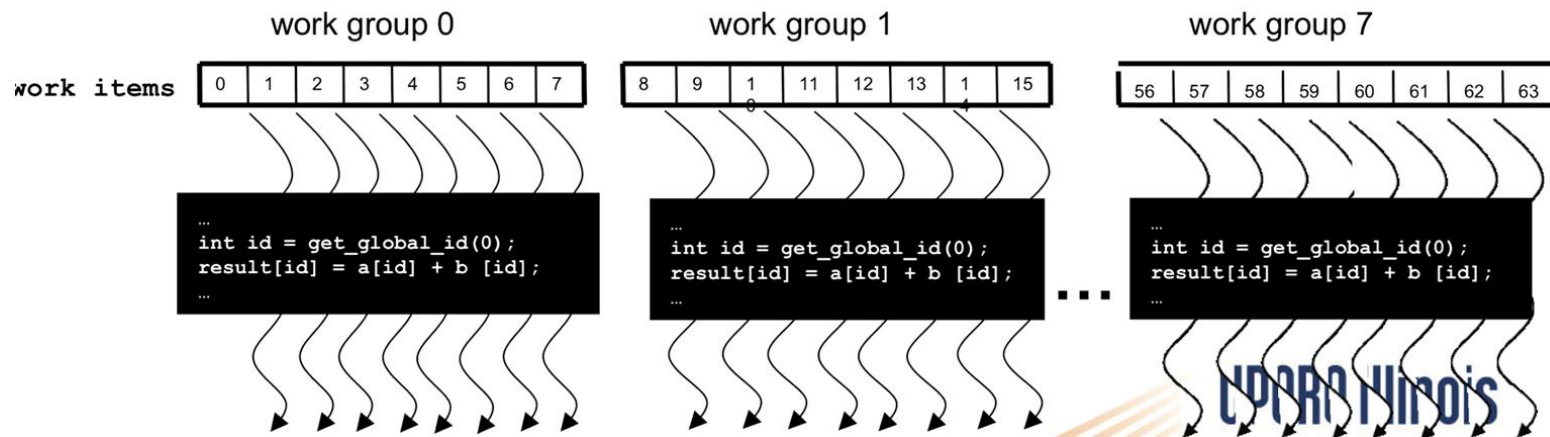 work group 0
work group 1
work group 7
work items
0 1 2 3 4 5 6 7
8 9 10 11 12 13 14 15
56 57 58 59 60 61 62 63
…
int id = get_global_id(0);
result[id] = a[id] + b [id];
…
…
int id = get_global_id(0);
result[id] = a[id] + b [id];
…
...
…
int id = get_global_id(0);
result[id] = a[id] + b [id];
…
Illinois